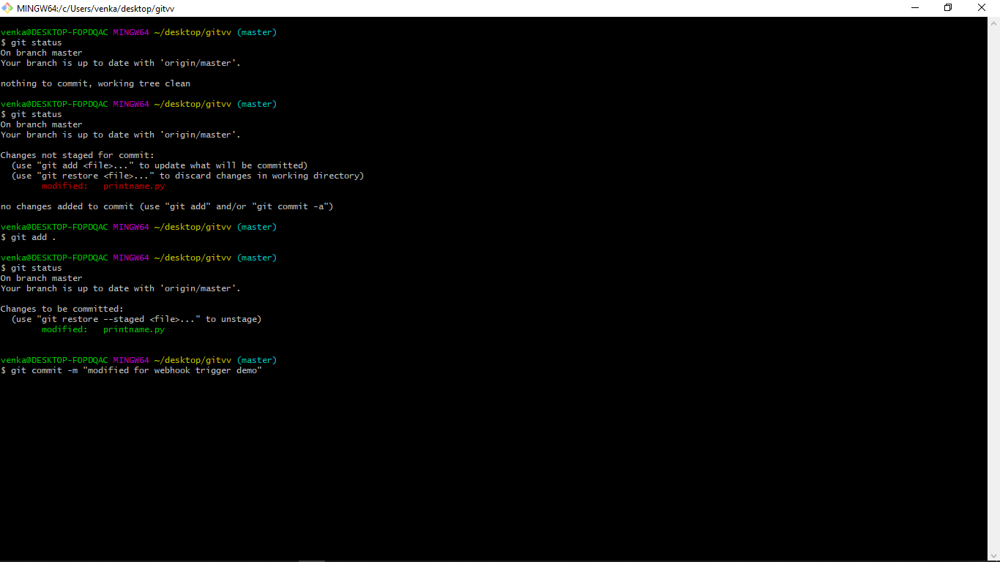 MINGW64:/c/Users/venka/desktop/gitvv
venka@DESKTOP-FOPDQAC MINGW64 ~/desktop/gitvv (master)
$ git status
On branch master
Your branch is up to date with 'origin/master'.
nothing to commit, working tree clean
venka@DESKTOP-FOPDQAC MINGW64 ~/desktop/gitvv (master)
$ git status
On branch master
Your branch is up to date with 'origin/master'.
Changes not staged for commit:
  (use "git add <file>..." to update what will be committed)
  (use "git restore <file>..." to discard changes in working directory)
        modified:   printname.py
no changes added to commit (use "git add" and/or "git commit -a")
venka@DESKTOP-FOPDQAC MINGW64 ~/desktop/gitvv (master)
$ git add .
venka@DESKTOP-FOPDQAC MINGW64 ~/desktop/gitvv (master)
$ git status
On branch master
Your branch is up to date with 'origin/master'.
Changes to be committed:
  (use "git restore --staged <file>..." to unstage)
        modified:   printname.py
venka@DESKTOP-FOPDQAC MINGW64 ~/desktop/gitvv (master)
$ git commit -m "modified for webhook trigger demo"